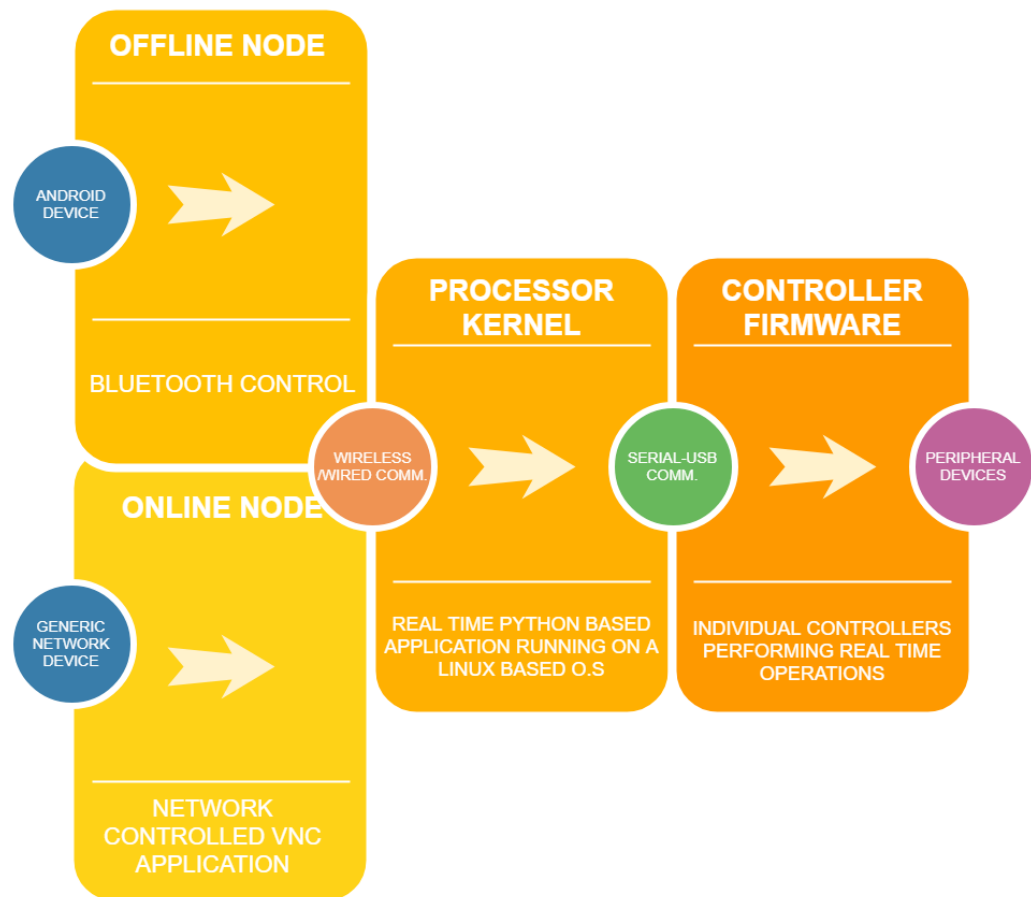 OFFLINE NODE
ANDROID
DEVICE
BLUETOOTH CONTROL
ONLINE NODE
GENERIC
NETWORK
DEVICE
NETWORK
CONTROLLED VNC
APPLICATION
WIRELESS
/WIRED COMM.
PROCESSOR
KERNEL
REAL TIME PYTHON BASED
APPLICATION RUNNING ON A
LINUX BASED O.S
SERIAL-USB
COMM.
CONTROLLER
FIRMWARE
INDIVIDUAL CONTROLLERS
PERFORMING REAL TIME
OPERATIONS
PERIPHERAL
DEVICES